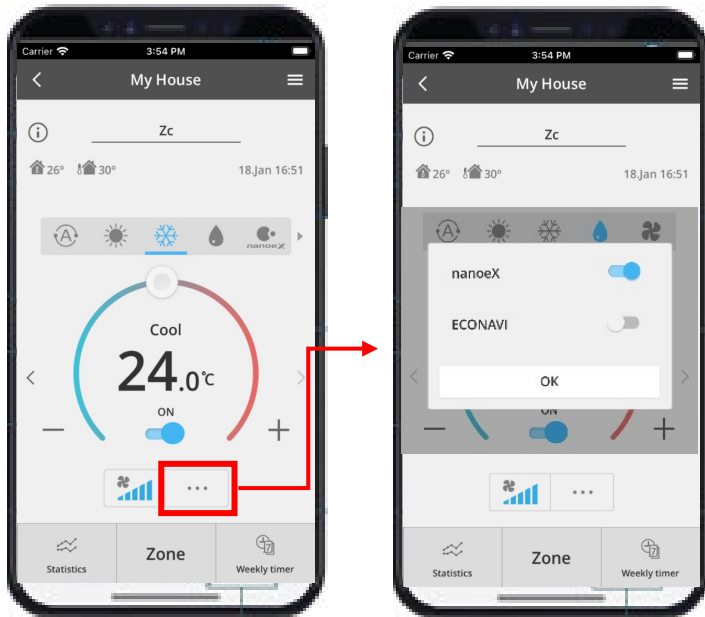 Carrier 3:54 PM
My House
Zc
26° 30° 18.Jan 16:51
A nanoeX
Cool
24.0°C
ON
Statistics
Zone
7
Weekly timer
Carrier 3:54 PM
My House
Zc
26° 30° 18.Jan 16:51
A
nanoeX
ECONAVI
OK
ON
Statistics
Zone
7
Weekly timer